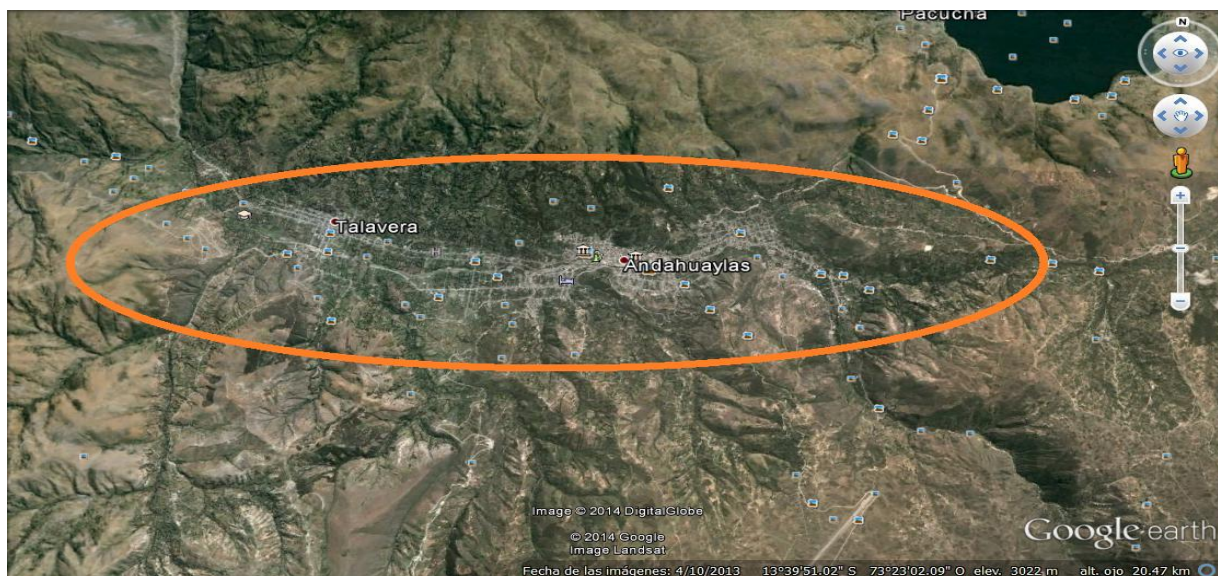 Pacucha
N
Talavera
H
Andahuaylas
Image © 2014 DigitalGlobe
© 2014 Google
Image Landsat
Google earth
Fecha de las imágenes: 4/10/2013 13°39'51.02" S 73°23'02.09" O elev. 3022 m alt. ojo 20.47 km